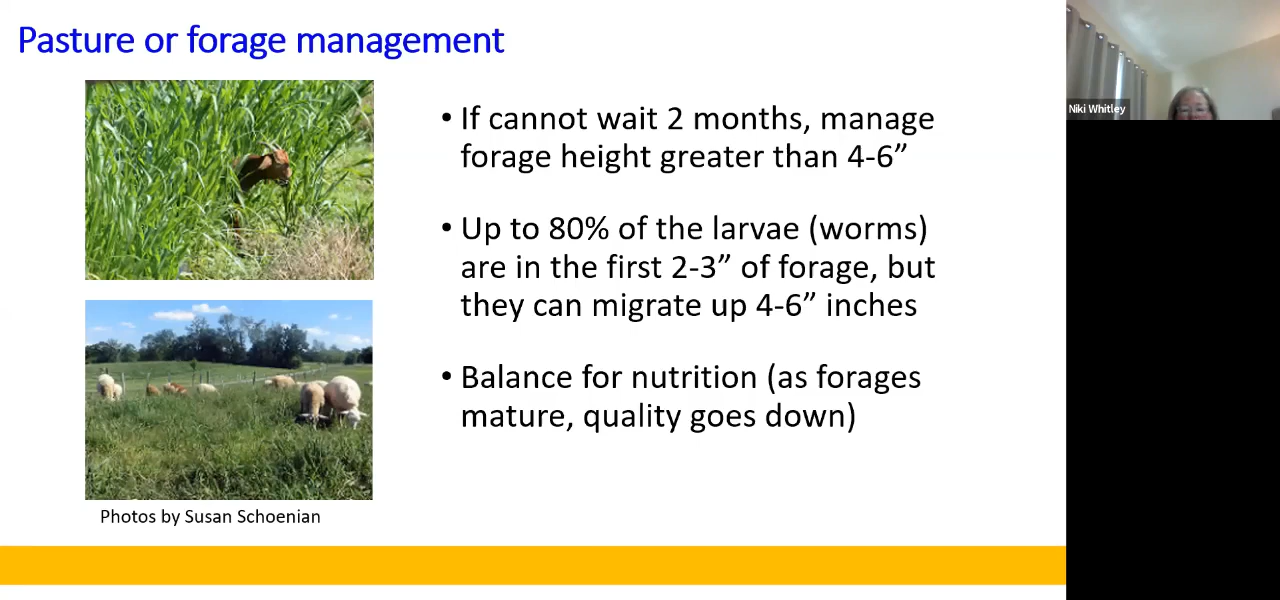 Pasture or forage management
Niki Whitley
• If cannot wait 2 months, manage
forage height greater than 4-6”
• Up to 80% of the larvae (worms)
are in the first 2-3” of forage, but
they can migrate up 4-6” inches
• Balance for nutrition (as forages
mature, quality goes down)
Photos by Susan Schoenian